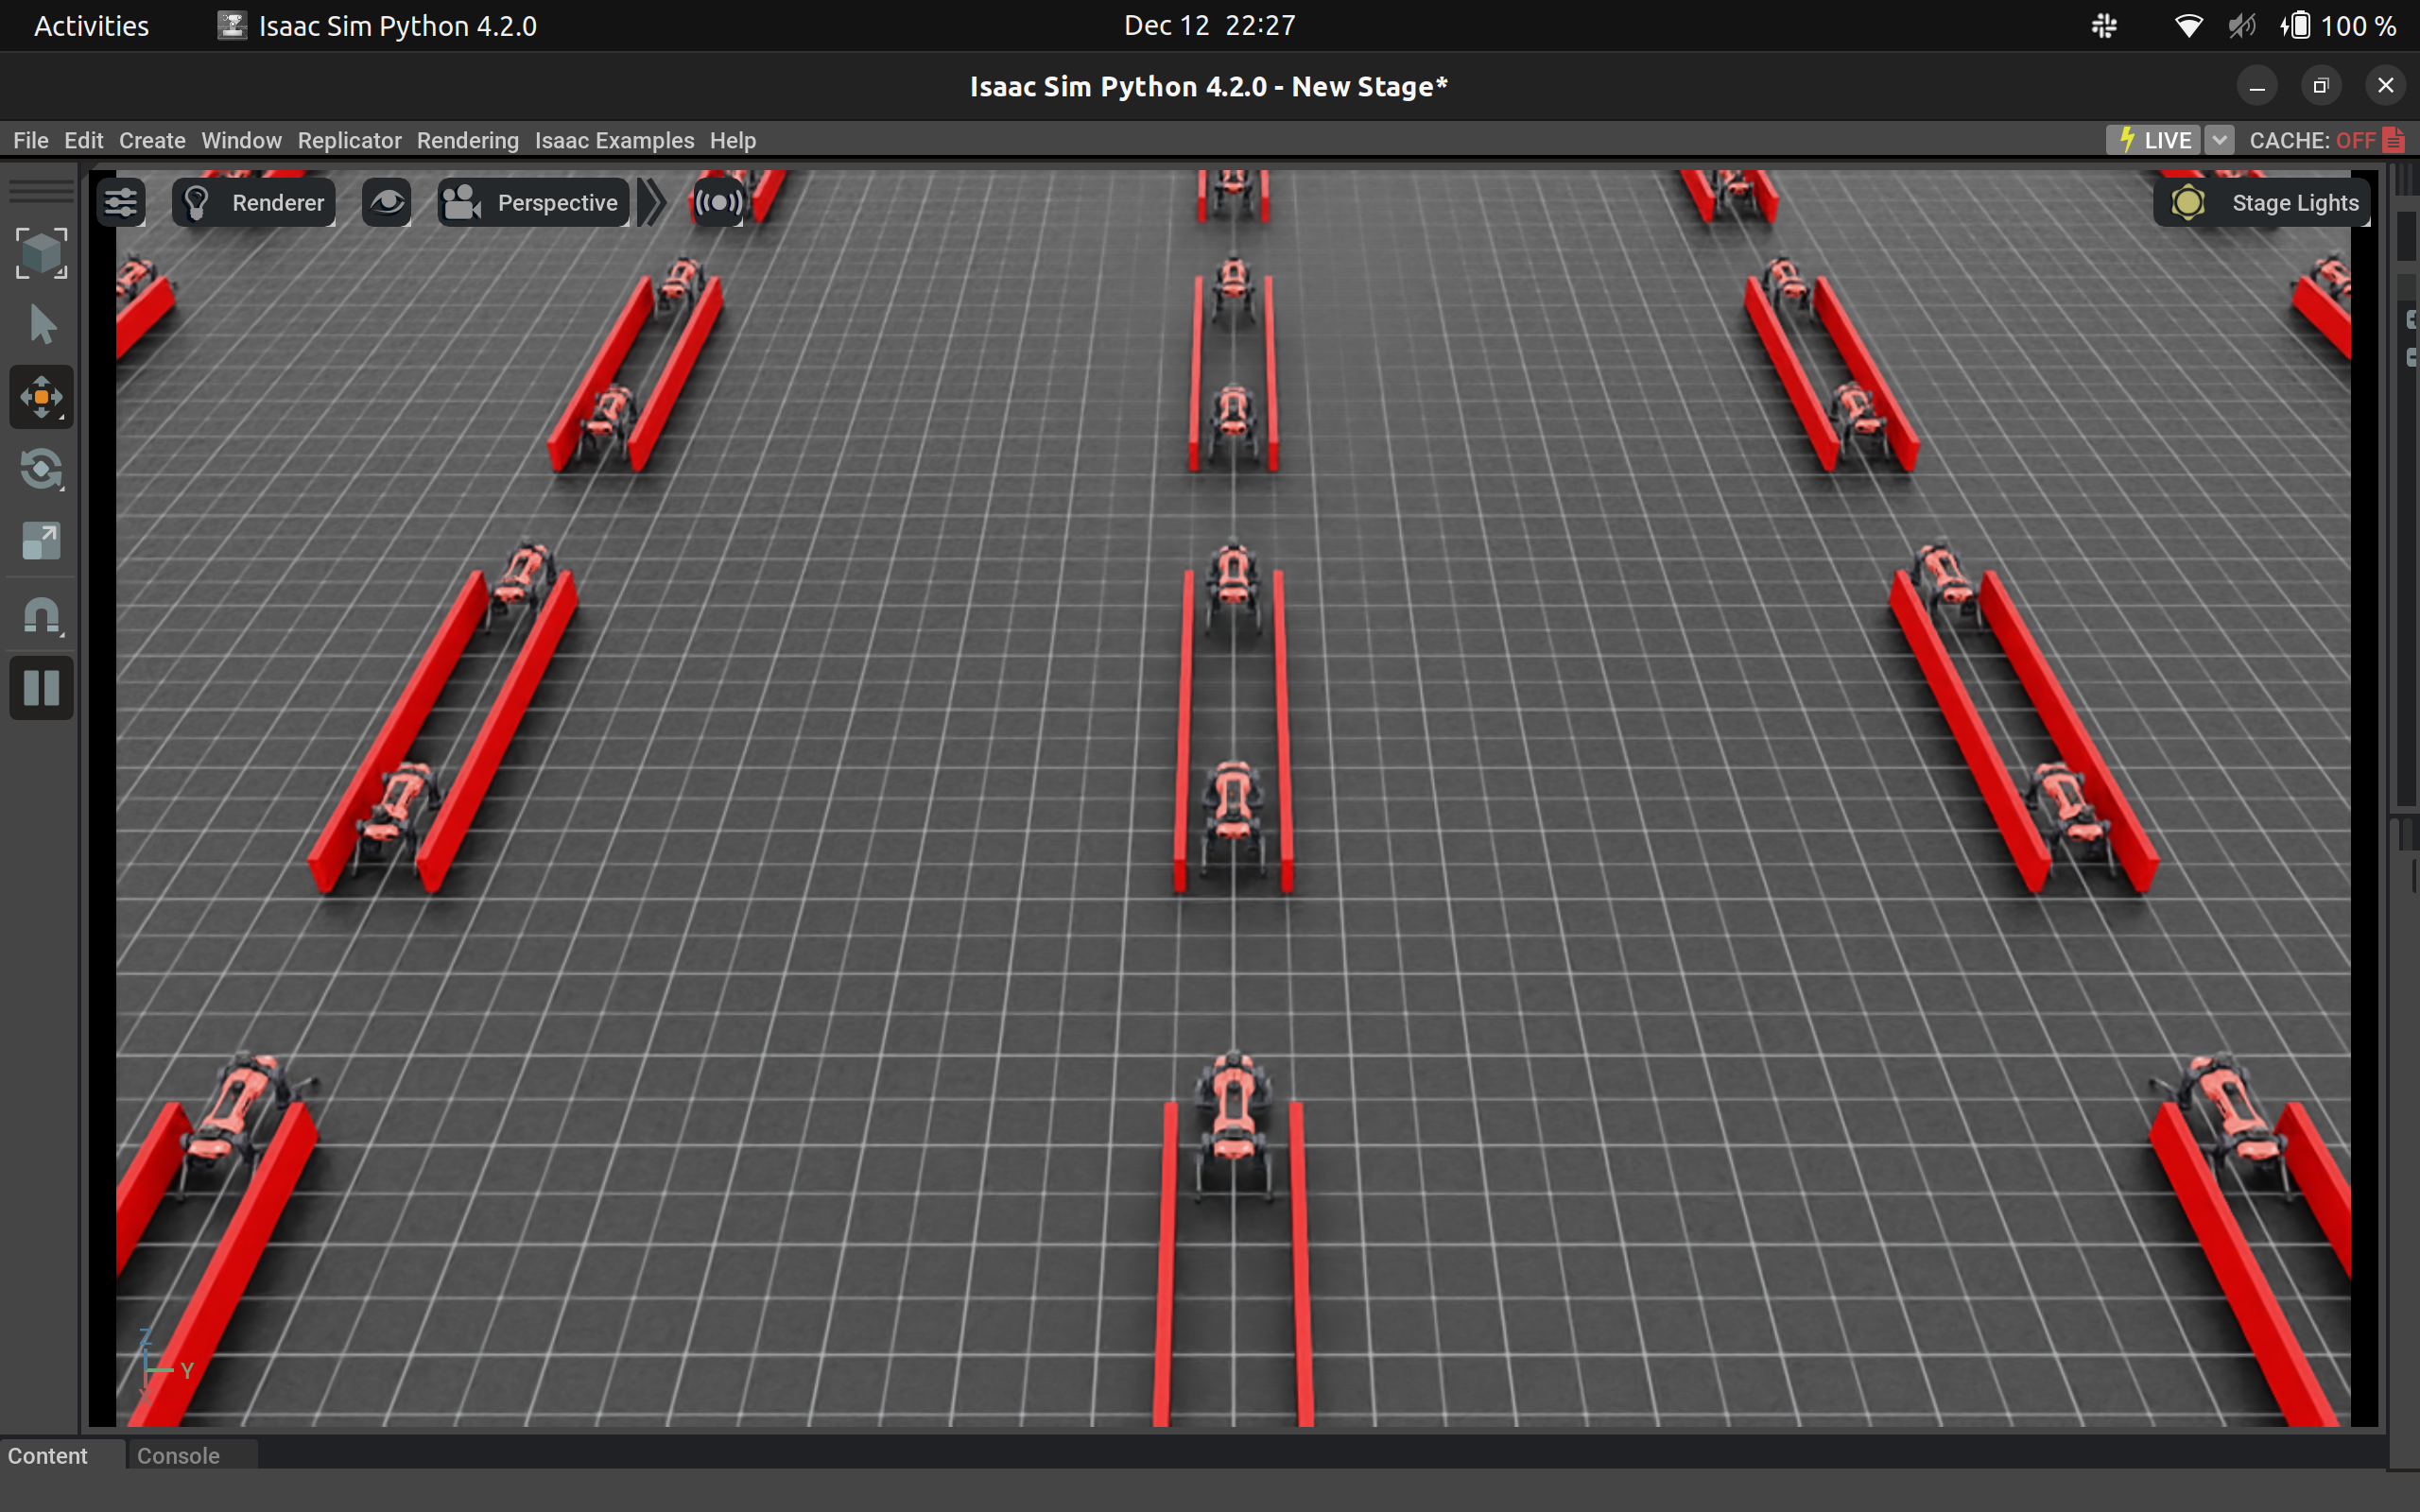 Activities Isaac Sim Python 4.2.0 Dec 12 22:27 100 %
Isaac Sim Python 4.2.0 - New Stage*
File Edit Create Window Replicator Rendering Isaac Examples Help LIVE CACHE: OFF
Renderer Perspective Stage Lights
Z
Y
X
Content Console